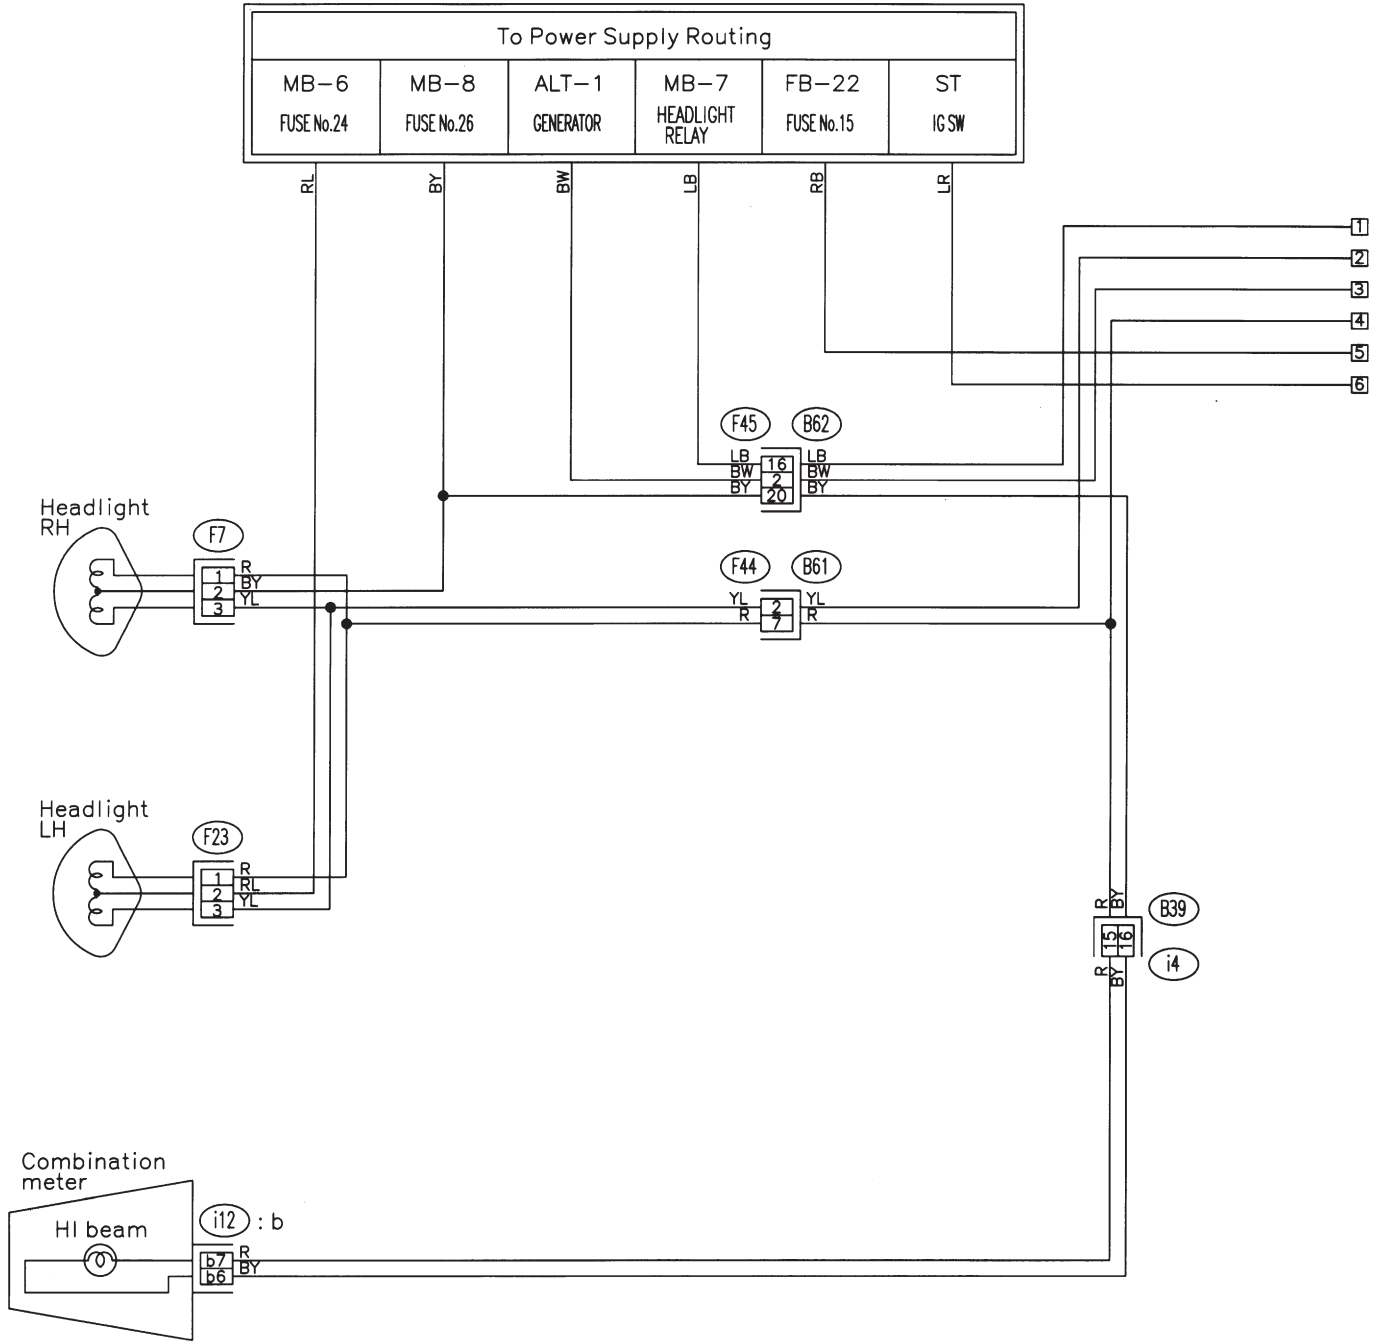 To Power Supply Routing
MB-6 MB-8 ALT-1 MB-7 FB-22 ST
FUSE No.24 FUSE No.26 GENERATOR HEADLIGHT RELAY FUSE No.15 IG SW
RL BY BW LB RB LR
1
2
3
4
5
6
F45 B62
LB 16 LB
BW 2 BW
BY 20 BY
Headlight
RH
F7
1 R
2 BY
3 YL
F44 B61
YL 2 YL
R 7 R
Headlight
LH
F23
1 R
2 RL
3 YL
R BY
B39
15 16
i4
R BY
Combination
meter
HI beam
i12 : b
b7 R
b6 BY